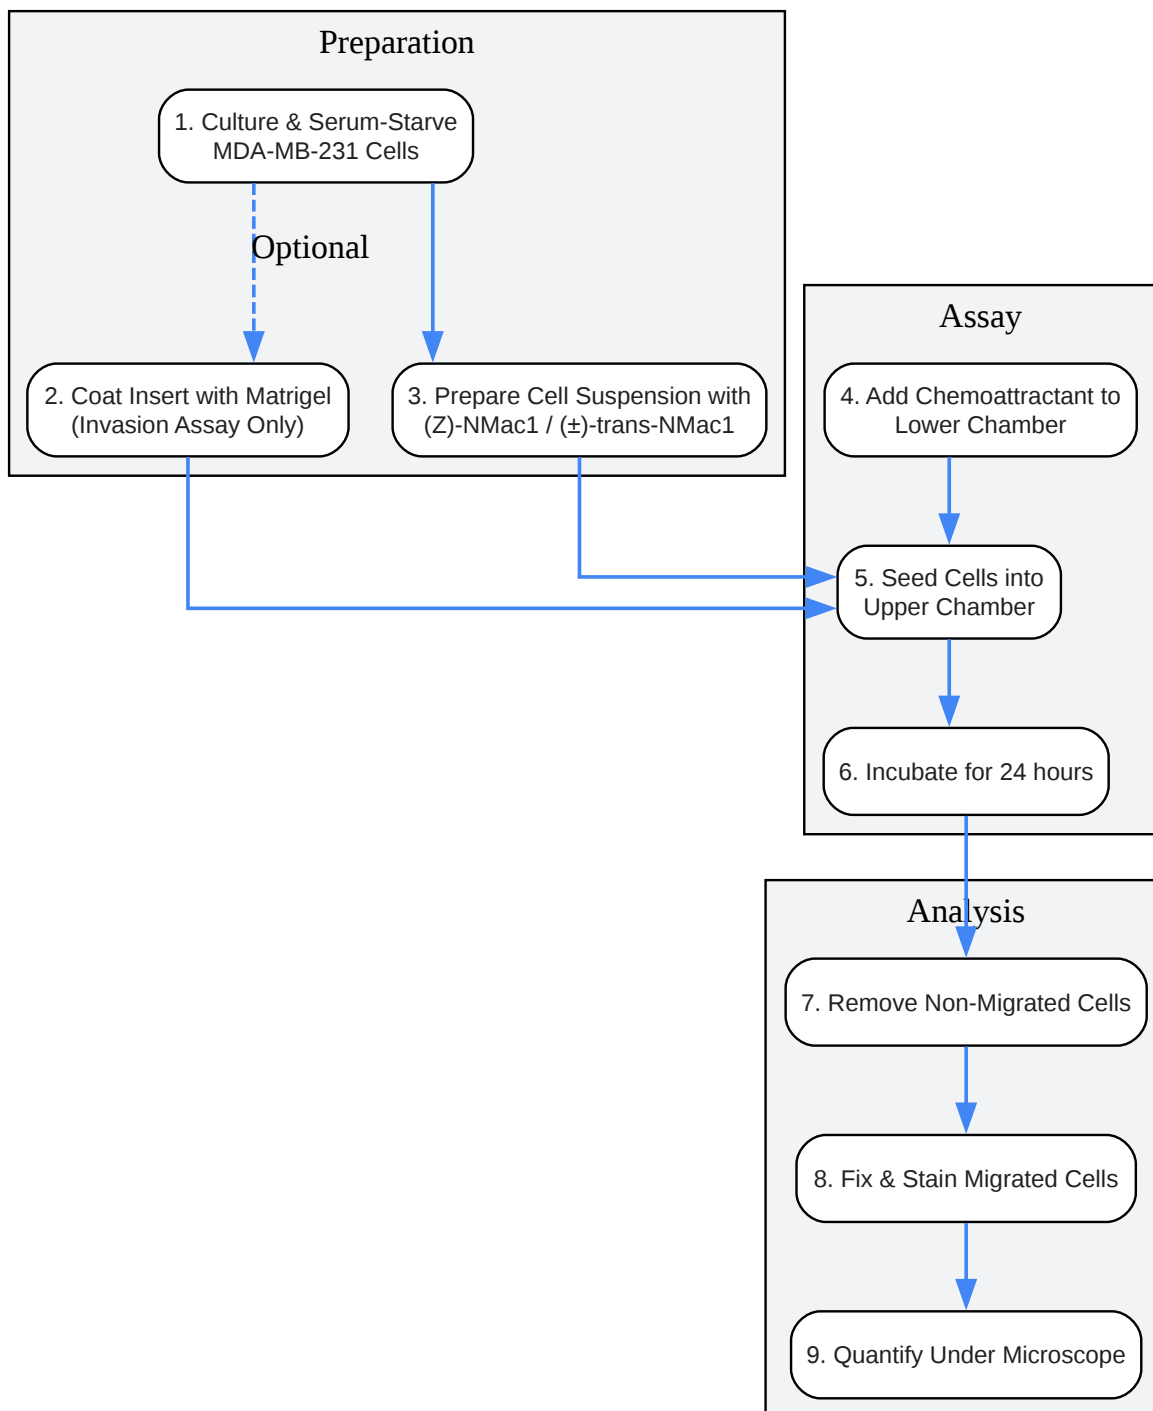 Preparation
1. Culture & Serum-Starve
MDA-MB-231 Cells
Optional
2. Coat Insert with Matrigel
(Invasion Assay Only)
3. Prepare Cell Suspension with
(Z)-NMac1 / (±)-trans-NMac1
Assay
4. Add Chemoattractant to
Lower Chamber
5. Seed Cells into
Upper Chamber
6. Incubate for 24 hours
Analysis
7. Remove Non-Migrated Cells
8. Fix & Stain Migrated Cells
9. Quantify Under Microscope